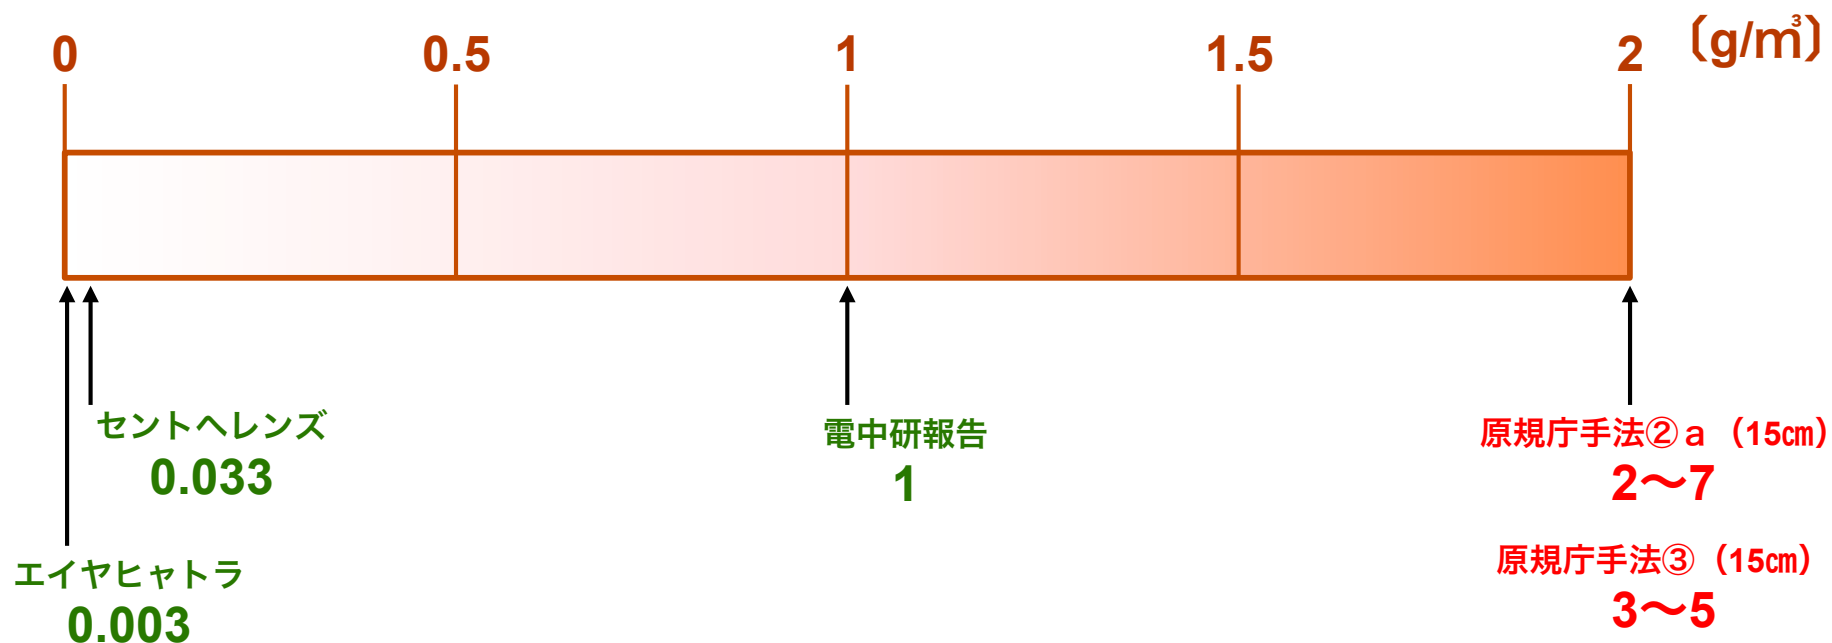 0 0.5 1 1.5 2 〔g/㎥〕
セントヘレンズ
0.033
エイヤヒャトラ
0.003
電中研報告
1
原規庁手法②ａ（15㎝）
2～7
原規庁手法③（15㎝）
3～5